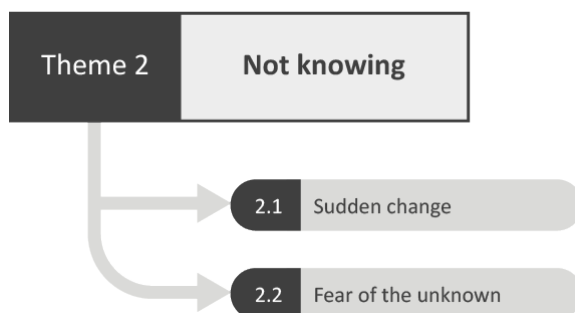 Theme 2 Not knowing
2.1 Sudden change
2.2 Fear of the unknown